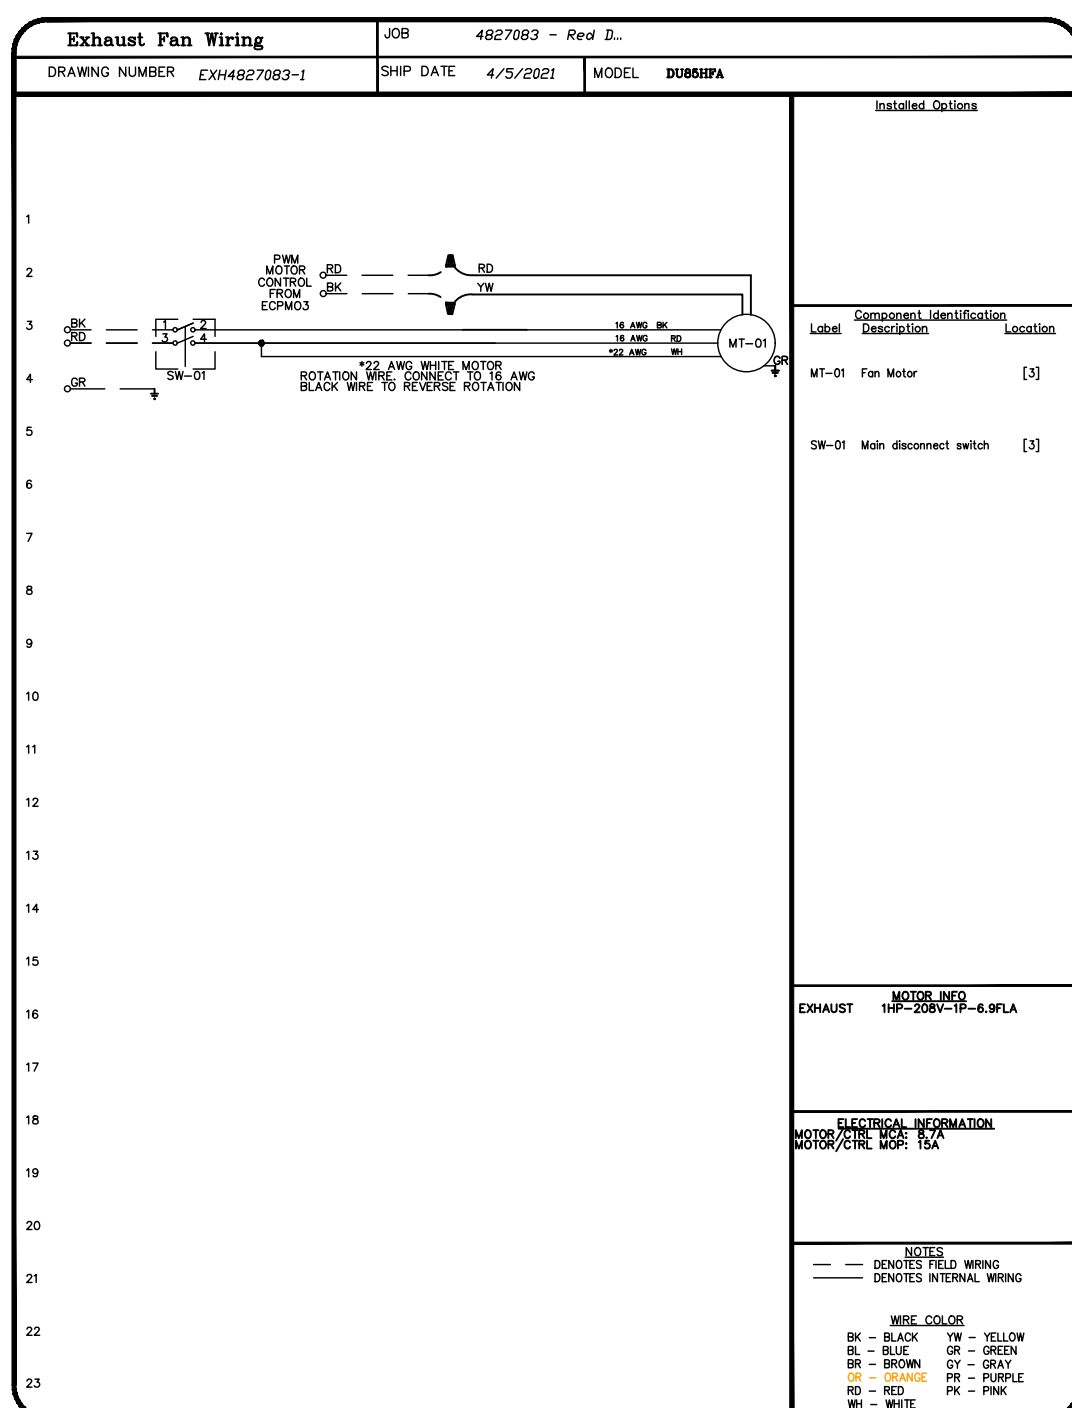 Exhaust Fan Wiring
JOB 4827083 - Red D...
DRAWING NUMBER EXH4827083-1
SHIP DATE 4/5/2021
MODEL DU85HFA
Installed Options
1
2
3
4
5
6
7
8
9
10
11
12
13
14
15
16
17
18
19
20
21
22
23
PWM
MOTOR
CONTROL
FROM
ECPM03
RD
BK
RD
YW
BK
RD
1 2
3 4
SW-01
GR
16 AWG BK
16 AWG RD
*22 AWG WH
MT-01
GR
*22 AWG WHITE MOTOR
ROTATION WIRE. CONNECT TO 16 AWG
BLACK WIRE TO REVERSE ROTATION
Component Identification
Label Description Location
MT-01 Fan Motor [3]
SW-01 Main disconnect switch [3]
MOTOR INFO
EXHAUST 1HP-208V-1P-6.9FLA
ELECTRICAL INFORMATION
MOTOR/CTRL MCA: 8.7A
MOTOR/CTRL MOP: 15A
NOTES
DENOTES FIELD WIRING
DENOTES INTERNAL WIRING
WIRE COLOR
BK - BLACK YW - YELLOW
BL - BLUE GR - GREEN
BR - BROWN GY - GRAY
OR - ORANGE PR - PURPLE
RD - RED PK - PINK
WH - WHITE